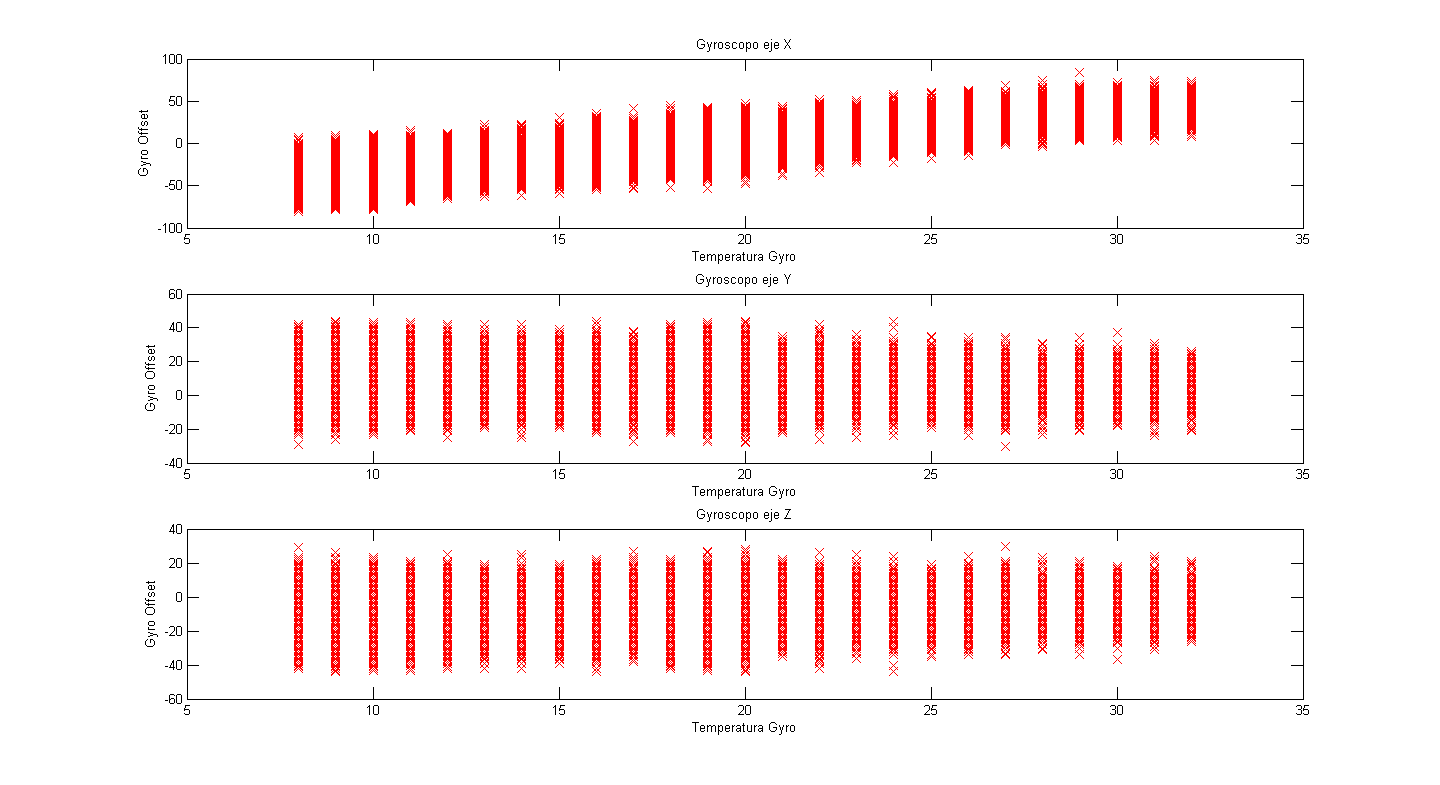 Gyroscopo eje X
100
50
0
-50
-100
Gyro Offset
5 10 15 20 25 30 35
Temperatura Gyro
Gyroscopo eje Y
60
40
20
0
-20
-40
Gyro Offset
5 10 15 20 25 30 35
Temperatura Gyro
Gyroscopo eje Z
40
20
0
-20
-40
-60
Gyro Offset
5 10 15 20 25 30 35
Temperatura Gyro